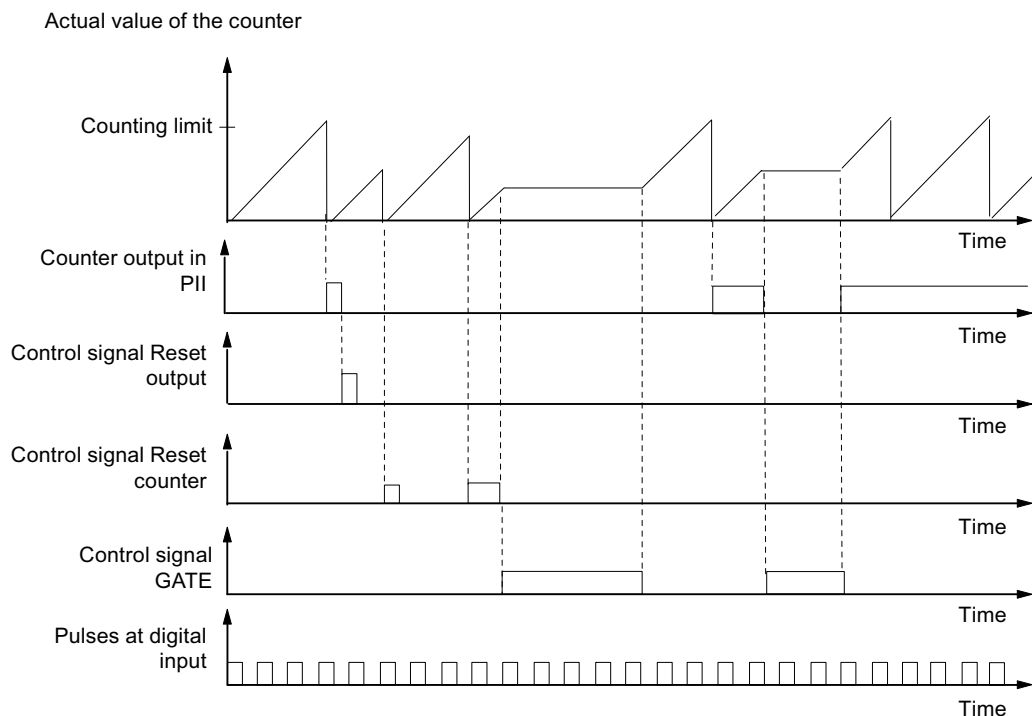 Actual value of the counter
Counting limit
Time
Counter output in
PII
Time
Control signal Reset
output
Time
Control signal Reset
counter
Time
Control signal
GATE
Time
Pulses at digital
input
Time